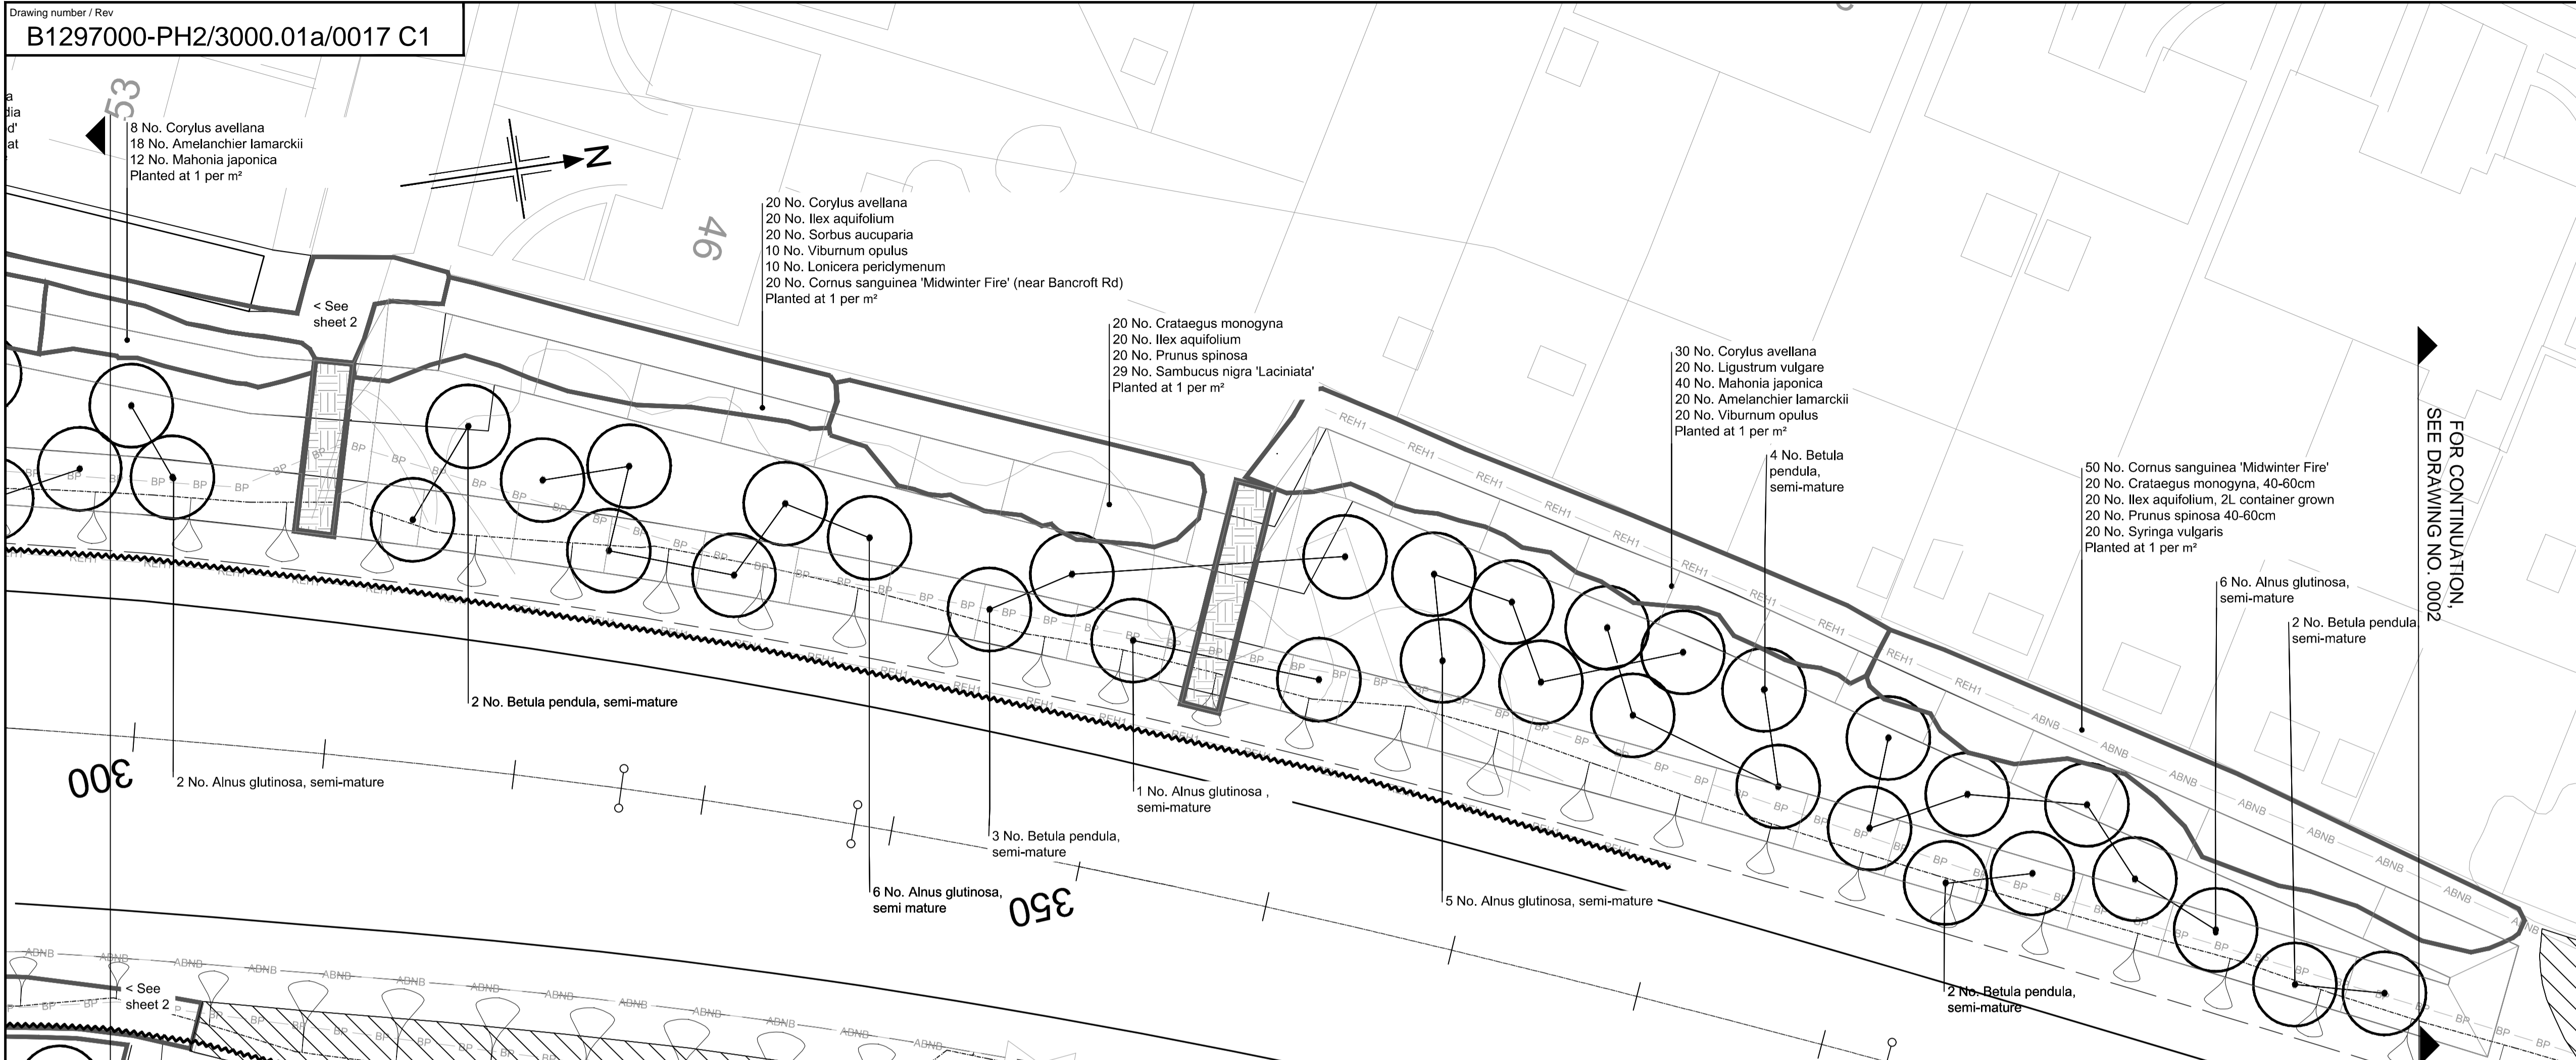 Drawing number / Rev
B1297000-PH2/3000.01a/0017 C1
a
dia
d'
at
53
8 No. Corylus avellana
18 No. Amelanchier lamarckii
12 No. Mahonia japonica
Planted at 1 per m²
N
46
< See
sheet 2
20 No. Corylus avellana
20 No. Ilex aquifolium
20 No. Sorbus aucuparia
10 No. Viburnum opulus
10 No. Lonicera periclymenum
20 No. Cornus sanguinea 'Midwinter Fire' (near Bancroft Rd)
Planted at 1 per m²
20 No. Crataegus monogyna
20 No. Ilex aquifolium
20 No. Prunus spinosa
29 No. Sambucus nigra 'Laciniata'
Planted at 1 per m²
30 No. Corylus avellana
20 No. Ligustrum vulgare
40 No. Mahonia japonica
20 No. Amelanchier lamarckii
20 No. Viburnum opulus
Planted at 1 per m²
4 No. Betula
pendula,
semi-mature
50 No. Cornus sanguinea 'Midwinter Fire'
20 No. Crataegus monogyna, 40-60cm
20 No. Ilex aquifolium, 2L container grown
20 No. Prunus spinosa 40-60cm
20 No. Syringa vulgaris
Planted at 1 per m²
FOR CONTINUATION,
SEE DRAWING NO. 0002
6 No. Alnus glutinosa,
semi-mature
2 No. Betula pendula,
semi-mature
2 No. Betula pendula, semi-mature
300
2 No. Alnus glutinosa, semi-mature
1 No. Alnus glutinosa ,
semi-mature
3 No. Betula pendula,
semi-mature
6 No. Alnus glutinosa,
semi mature
350
5 No. Alnus glutinosa, semi-mature
2 No. Betula pendula,
semi-mature
< See
sheet 2
REH1
ABNB
BP